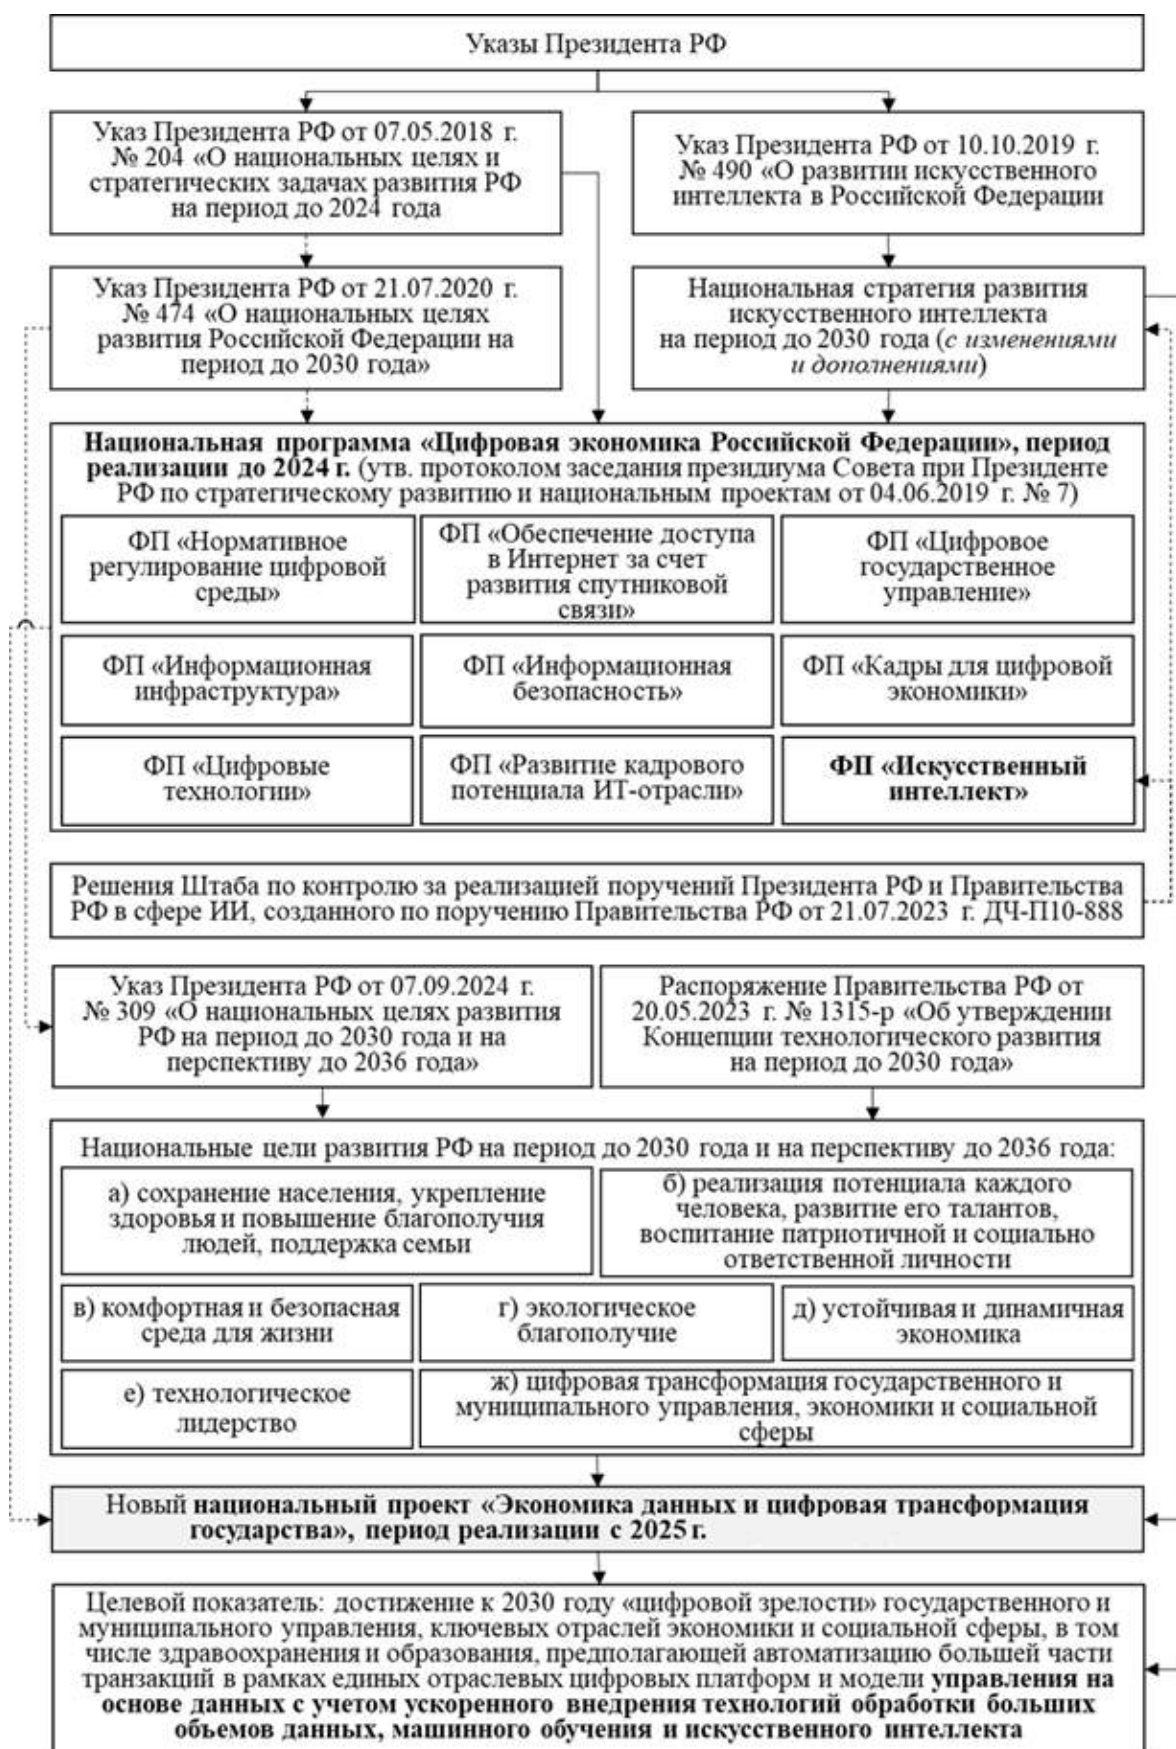 Указы Президента РФ
Указ Президента РФ от 07.05.2018 г.
№ 204 «О национальных целях и
стратегических задачах развития РФ
на период до 2024 года
Указ Президента РФ от 10.10.2019 г.
№ 490 «О развитии искусственного
интеллекта в Российской Федерации
Указ Президента РФ от 21.07.2020 г.
№ 474 «О национальных целях
развития Российской Федерации на
период до 2030 года»
Национальная стратегия развития
искусственного интеллекта
на период до 2030 года (с изменениями
и дополнениями)
Национальная программа «Цифровая экономика Российской Федерации», период
реализации до 2024 г. (утв. протоколом заседания президиума Совета при Президенте
РФ по стратегическому развитию и национальным проектам от 04.06.2019 г. № 7)
ФП «Нормативное
регулирование цифровой
среды»
ФП «Обеспечение доступа
в Интернет за счет
развития спутниковой
связи»
ФП «Цифровое
государственное
управление»
ФП «Информационная
инфраструктура»
ФП «Информационная
безопасность»
ФП «Кадры для цифровой
экономики»
ФП «Цифровые
технологии»
ФП «Развитие кадрового
потенциала ИТ-отрасли»
ФП «Искусственный
интеллект»
Решения Штаба по контролю за реализацией поручений Президента РФ и Правительства
РФ в сфере ИИ, созданного по поручению Правительства РФ от 21.07.2023 г. ДЧ-П10-888
Указ Президента РФ от 07.09.2024 г.
№ 309 «О национальных целях развития
РФ на период до 2030 года и на
перспективу до 2036 года»
Распоряжение Правительства РФ от
20.05.2023 г. № 1315-р «Об утверждении
Концепции технологического развития
на период до 2030 года»
Национальные цели развития РФ на период до 2030 года и на перспективу до 2036 года:
а) сохранение населения, укрепление
здоровья и повышение благополучия
людей, поддержка семьи
б) реализация потенциала каждого
человека, развитие его талантов,
воспитание патриотичной и социально
ответственной личности
в) комфортная и безопасная
среда для жизни
г) экологическое
благополучие
д) устойчивая и динамичная
экономика
е) технологическое
лидерство
ж) цифровая трансформация государственного и
муниципального управления, экономики и социальной
сферы
Новый национальный проект «Экономика данных и цифровая трансформация
государства», период реализации с 2025 г.
Целевой показатель: достижение к 2030 году «цифровой зрелости» государственного и
муниципального управления, ключевых отраслей экономики и социальной сферы, в том
числе здравоохранения и образования, предполагающей автоматизацию большей части
транзакций в рамках единых отраслевых цифровых платформ и модели управления на
основе данных с учетом ускоренного внедрения технологий обработки больших
объемов данных, машинного обучения и искусственного интеллекта